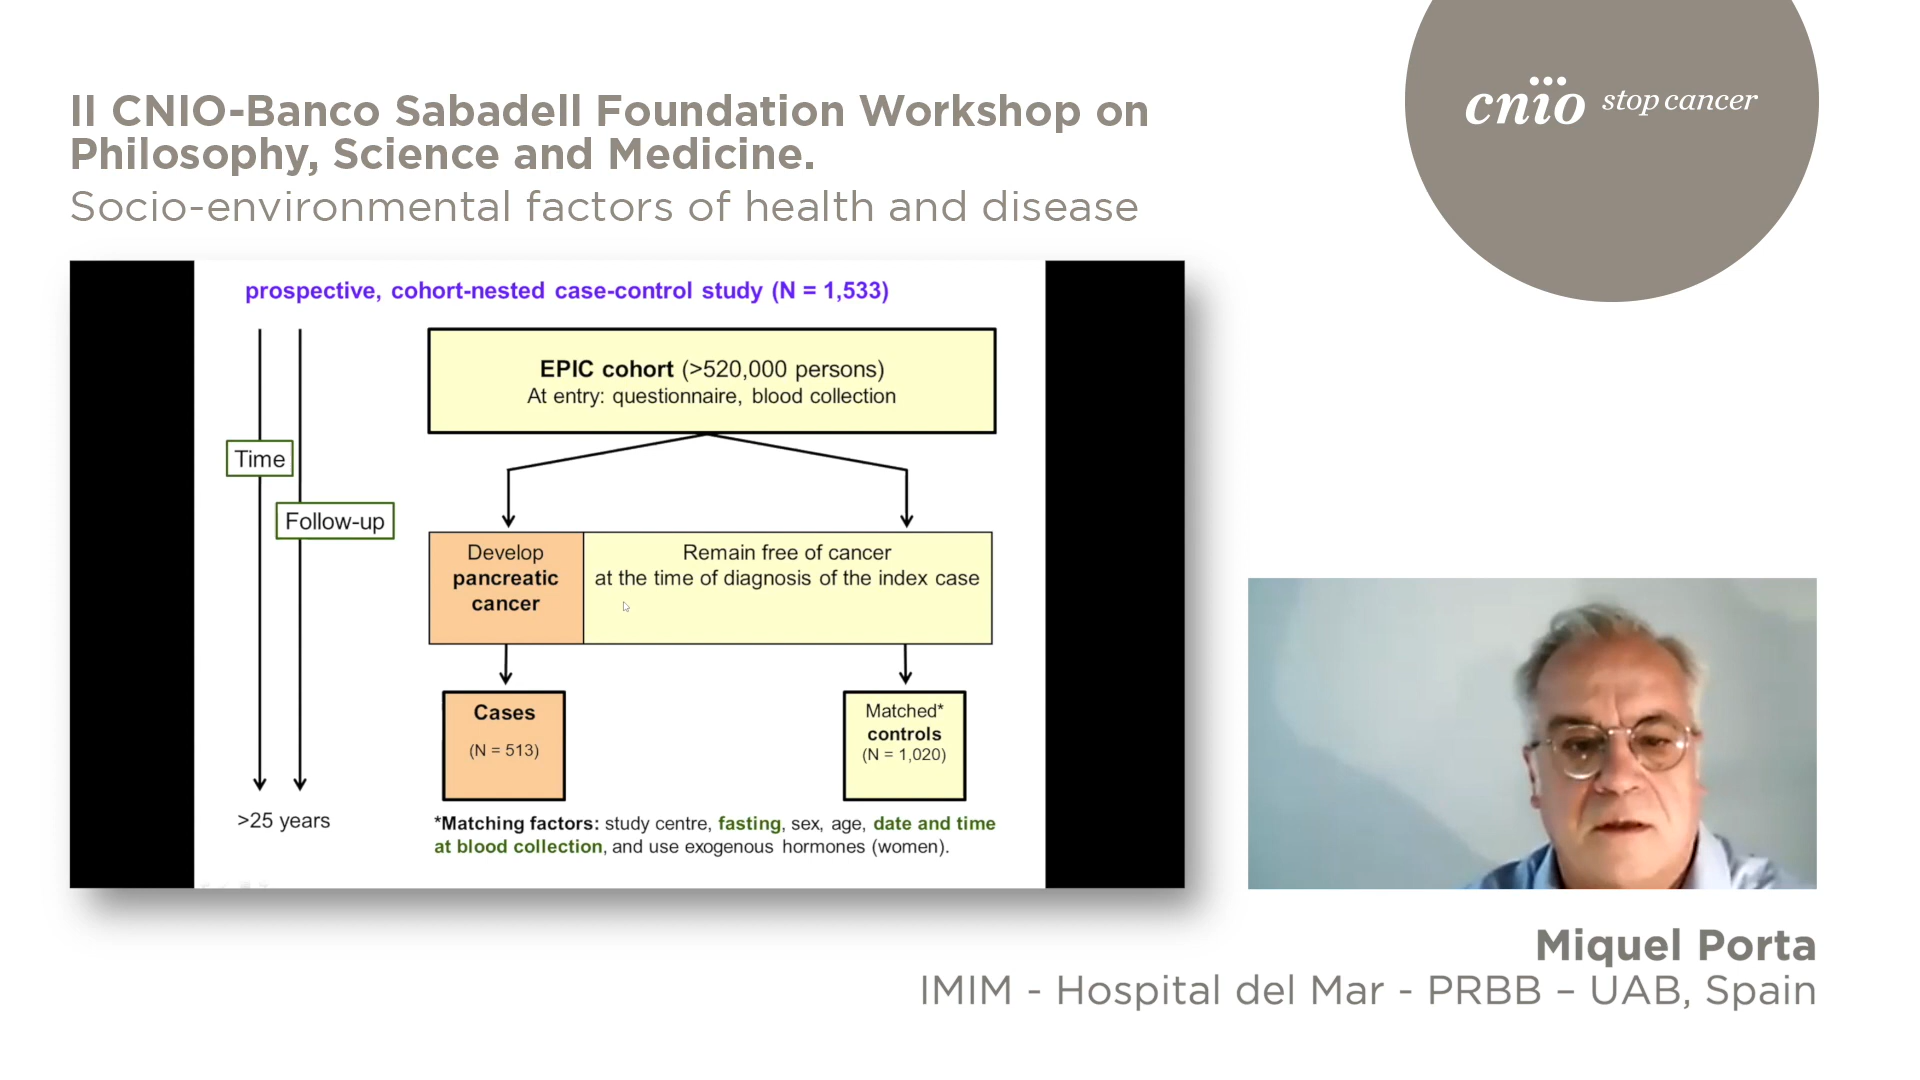 II CNIO-Banco Sabadell Foundation Workshop on
Philosophy, Science and Medicine.
Socio-environmental factors of health and disease
cnio stop cancer
prospective, cohort-nested case-control study (N = 1,533)
EPIC cohort (>520,000 persons)
At entry: questionnaire, blood collection
Time
Follow-up
Develop
pancreatic
cancer
Remain free of cancer
at the time of diagnosis of the index case
Cases
(N = 513)
Matched*
controls
(N = 1,020)
>25 years
*Matching factors: study centre, fasting, sex, age, date and time
at blood collection, and use exogenous hormones (women).
Miquel Porta
IMIM - Hospital del Mar - PRBB – UAB, Spain